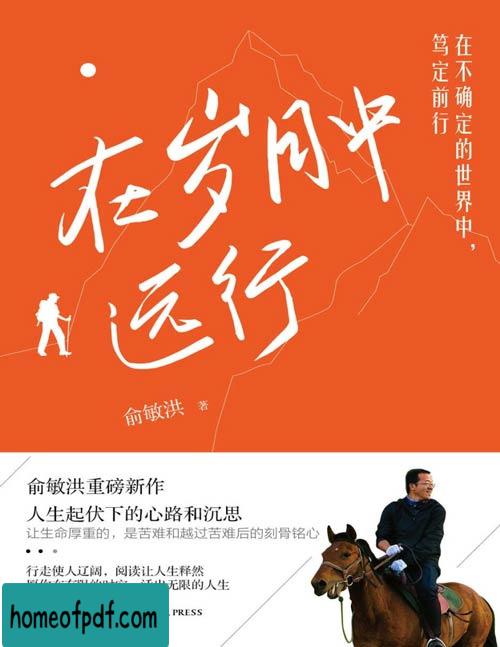 在不确定的世界中，
笃定前行
在岁月中
远行
俞敏洪 著
俞敏洪重磅新作
人生起伏下的心路和沉思
让生命厚重的，是苦难和越过苦难后的刻骨铭心
行走使人辽阔，阅读让人生释然
无限的人生
PRESS
homeofpdf.com